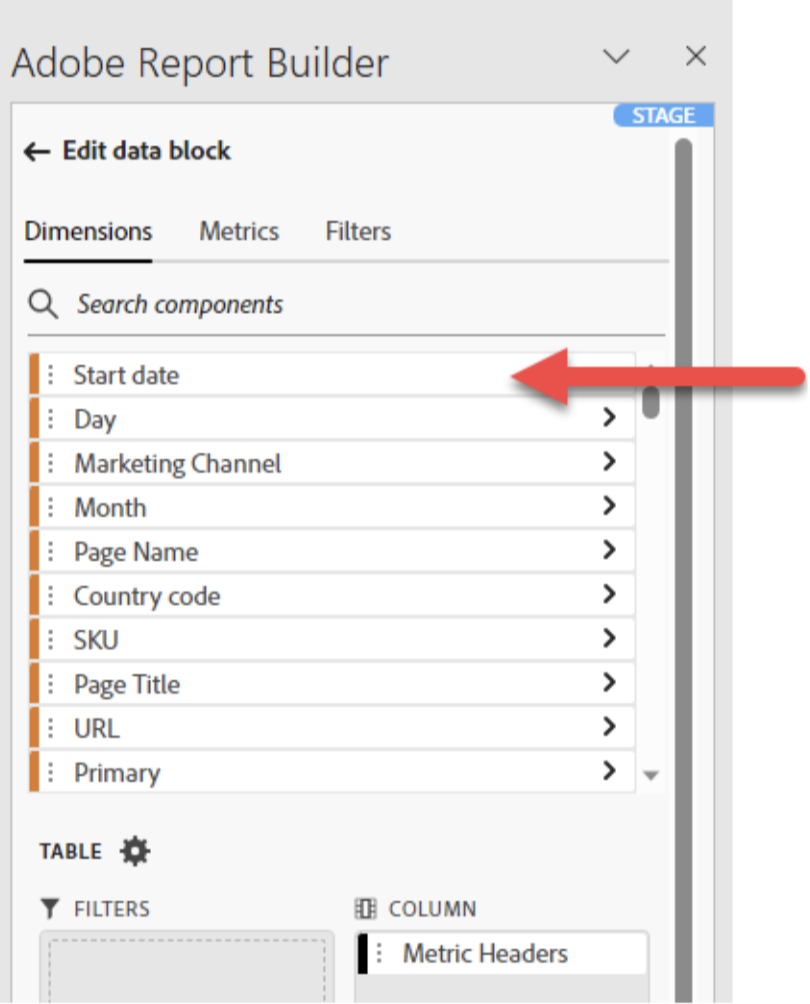 Adobe Report Builder
STAGE
Edit data block
Dimensions Metrics Filters
Search components
Start date
Day
Marketing Channel
Month
Page Name
Country code
SKU
Page Title
URL
Primary
TABLE
FILTERS COLUMN
Metric Headers